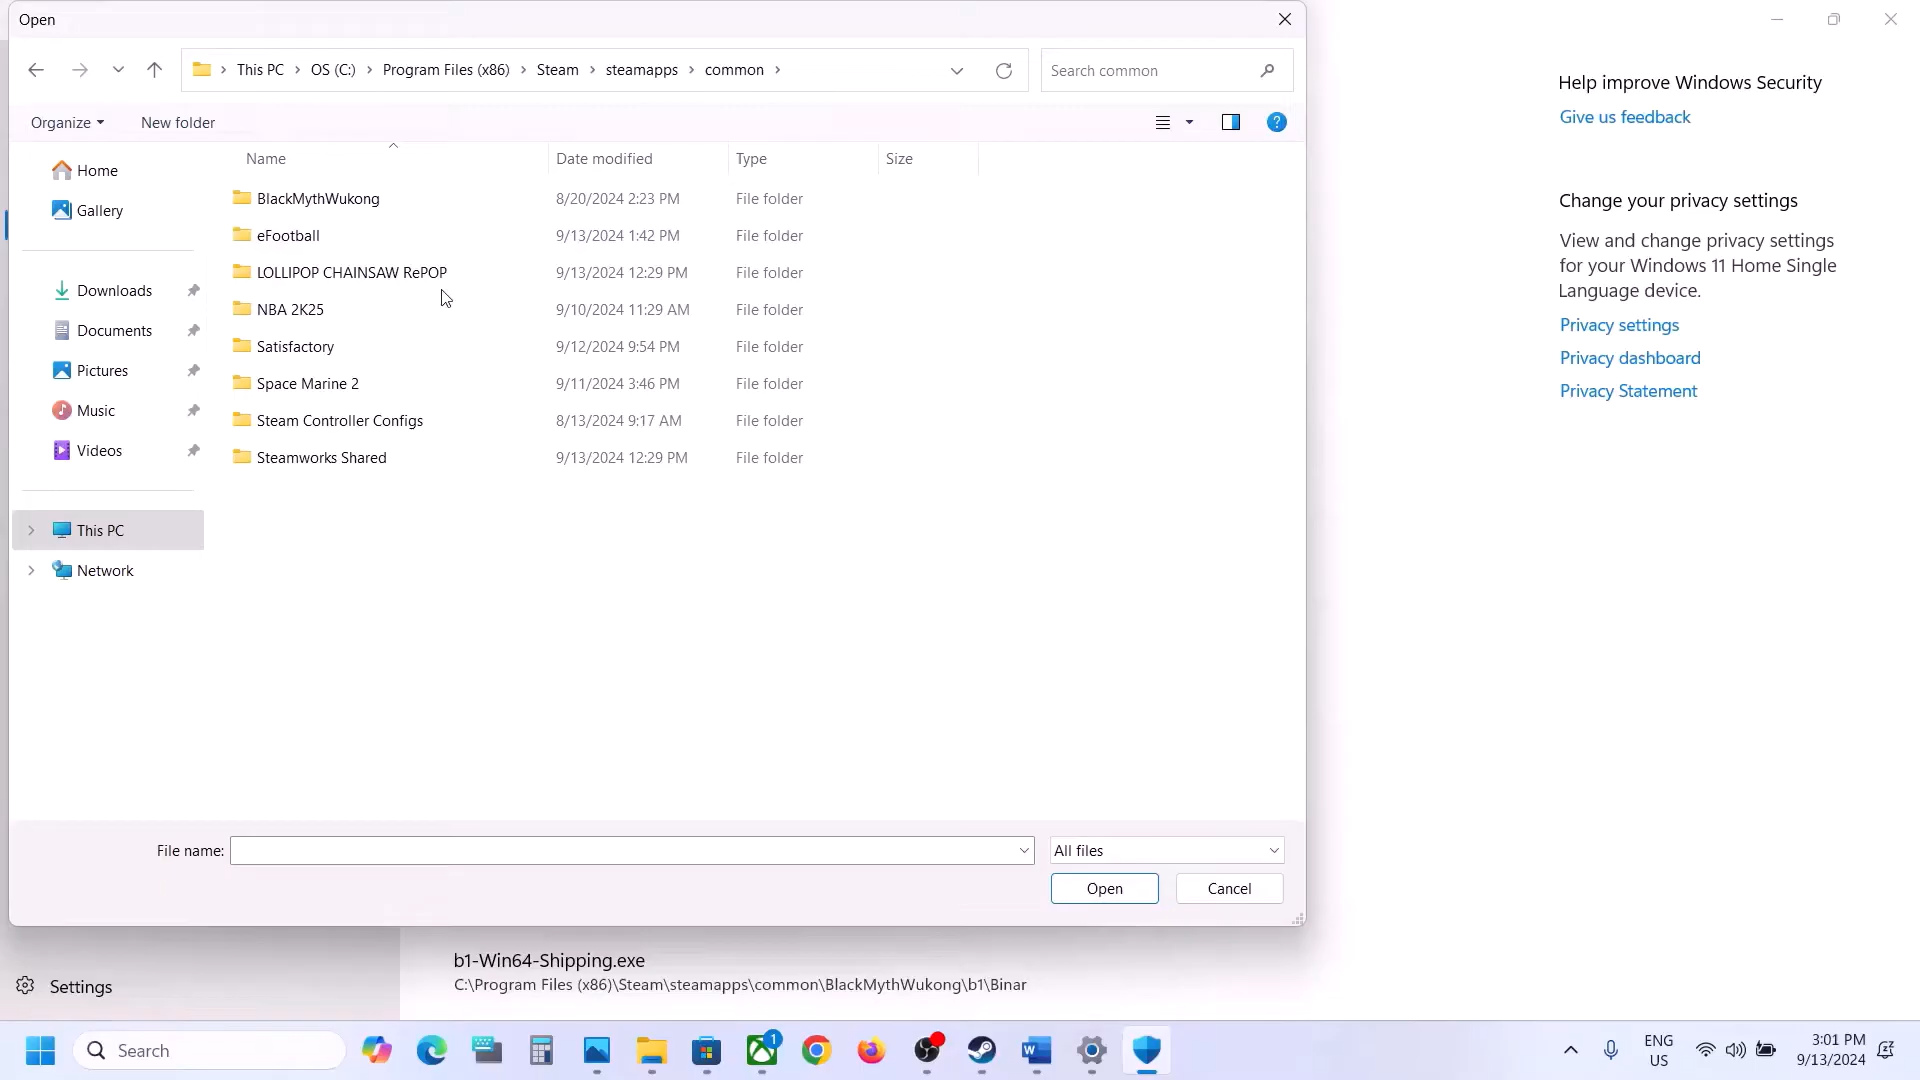 Open
This PC > OS (C:) > Program Files (x86) > Steam > steamapps > common >
Search common
Organize
New folder
Name
Date modified
Type
Size
Home
Gallery
Downloads
Documents
Pictures
Music
Videos
This PC
Network
BlackMythWukong 8/20/2024 2:23 PM File folder
eFootball 9/13/2024 1:42 PM File folder
LOLLIPOP CHAINSAW RePOP 9/13/2024 12:29 PM File folder
NBA 2K25 9/10/2024 11:29 AM File folder
Satisfactory 9/12/2024 9:54 PM File folder
Space Marine 2 9/11/2024 3:46 PM File folder
Steam Controller Configs 8/13/2024 9:17 AM File folder
Steamworks Shared 9/13/2024 12:29 PM File folder
File name:
All files
Open
Cancel
Help improve Windows Security
Give us feedback
Change your privacy settings
View and change privacy settings
for your Windows 11 Home Single
Language device.
Privacy settings
Privacy dashboard
Privacy Statement
b1-Win64-Shipping.exe
C:\Program Files (x86)\Steam\steamapps\common\BlackMythWukong\b1\Binar
Settings
Search
1
ENG
US
3:01 PM
9/13/2024